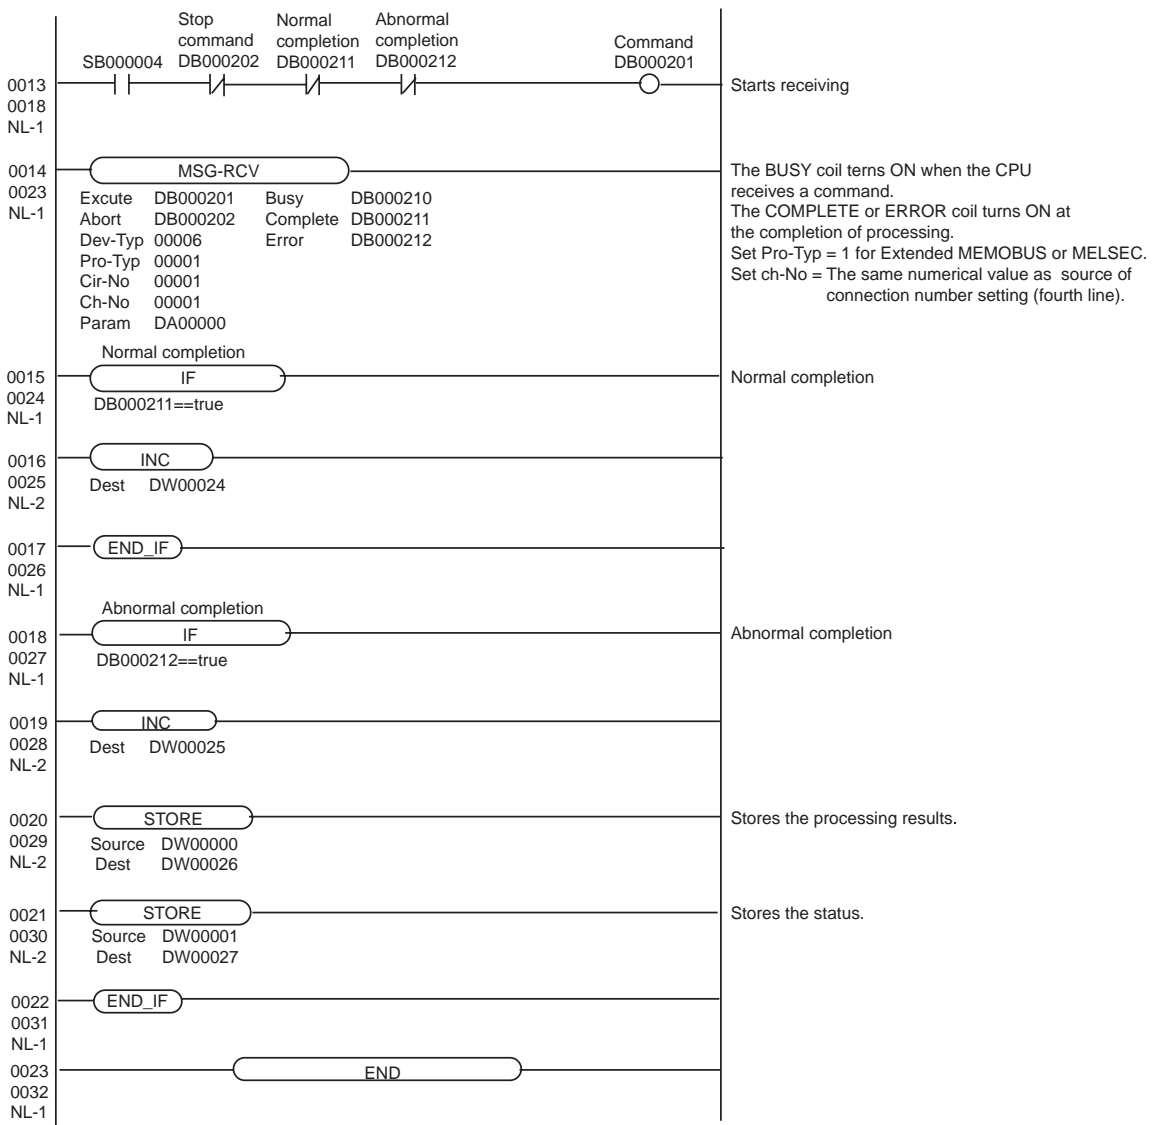 Stop
command
DB000202
Normal
completion
DB000211
Abnormal
completion
DB000212
Command
DB000201
SB000004
0013
0018
NL-1
Starts receiving
0014
0023
NL-1
MSG-RCV
Excute DB000201 Busy DB000210
Abort DB000202 Complete DB000211
Dev-Typ 00006 Error DB000212
Pro-Typ 00001
Cir-No 00001
Ch-No 00001
Param DA00000
The BUSY coil terns ON when the CPU
receives a command.
The COMPLETE or ERROR coil turns ON at
the completion of processing.
Set Pro-Typ = 1 for Extended MEMOBUS or MELSEC.
Set ch-No = The same numerical value as source of
connection number setting (fourth line).
Normal completion
0015
0024
NL-1
IF
DB000211==true
Normal completion
0016
0025
NL-2
INC
Dest DW00024
0017
0026
NL-1
END_IF
Abnormal completion
0018
0027
NL-1
IF
DB000212==true
Abnormal completion
0019
0028
NL-2
INC
Dest DW00025
0020
0029
NL-2
STORE
Source DW00000
Dest DW00026
Stores the processing results.
0021
0030
NL-2
STORE
Source DW00001
Dest DW00027
Stores the status.
0022
0031
NL-1
END_IF
0023
0032
NL-1
END